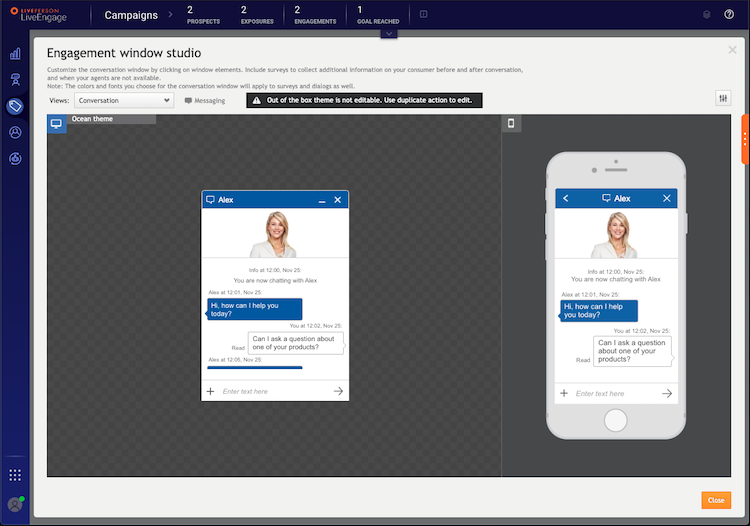 LIVEPERSON
LiveEngage
Campaigns
2
PROSPECTS
2
EXPOSURES
2
ENGAGEMENTS
1
GOAL REACHED
Engagement window studio
Customize the conversation window by clicking on window elements. Include surveys to collect additional information on your consumer before and after conversation,
and when your agents are not available.
Note: The colors and fonts you choose for the conversation window will apply to surveys and dialogs as well.
Views:
Conversation
Messaging
Out of the box theme is not editable. Use duplicate action to edit.
Ocean theme
Alex
Info at 12:00, Nov 25:
You are now chatting with Alex
Alex at 12:01, Nov 25:
Hi, how can I help you
today?
You at 12:02, Nov 25:
Can I ask a question about
one of your products?
Read
Alex at 12:05, Nov 25:
Enter text here
Alex
Info at 12:00, Nov 25:
You are now chatting with Alex
Alex at 12:01, Nov 25:
Hi, how can I help you
today?
You at 12:02, Nov 25:
Can I ask a question
about one of your
products?
Read
Enter text here
Close